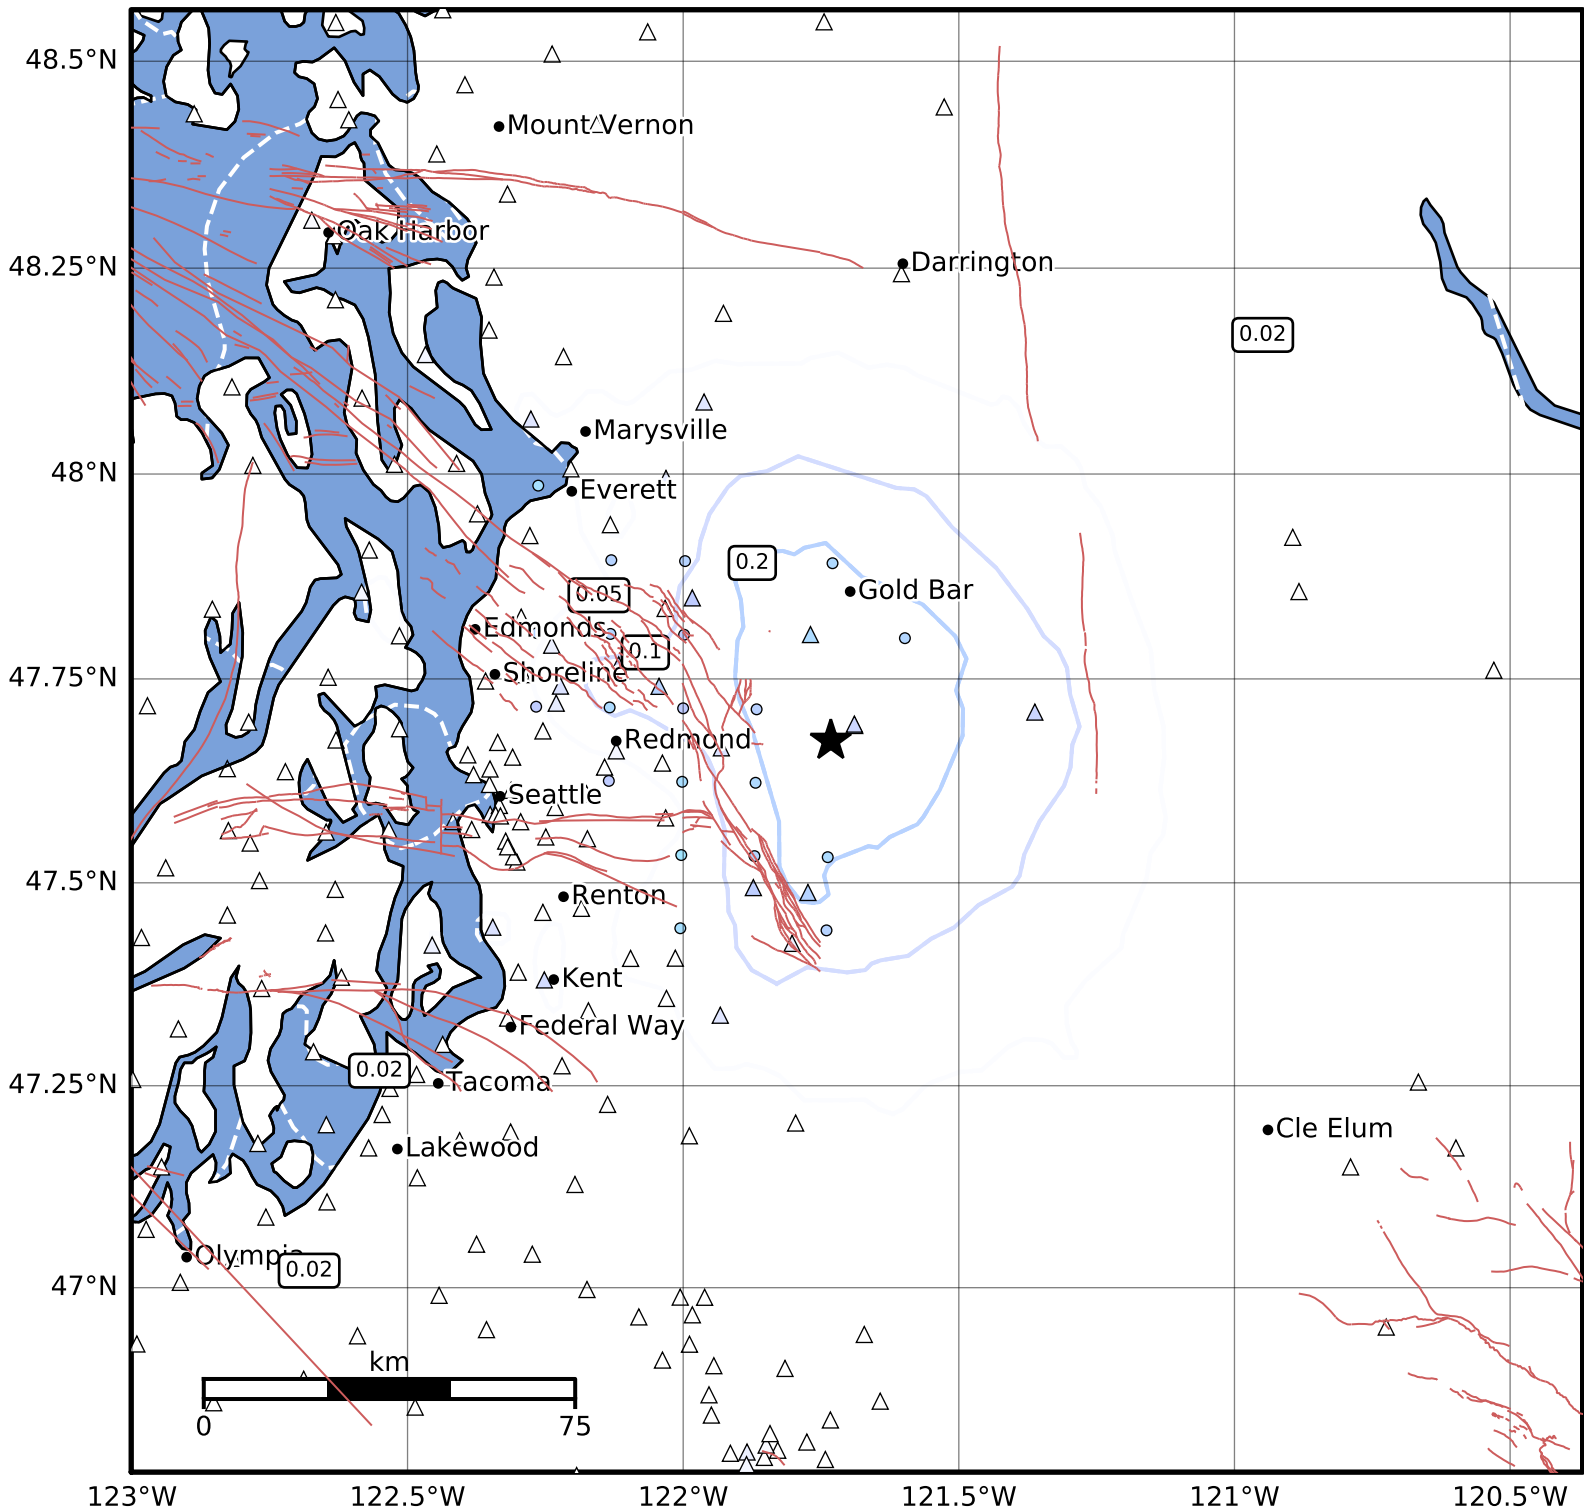 48.5°N
Mount Vernon
Oak Harbor
48.25°N
Darrington
0.02
Marysville
48°N
Everett
0.2
Gold Bar
0.05
Edmonds
0.1
Shoreline
47.75°N
Redmond
Seattle
47.5°N
Renton
Kent
Federal Way
0.02
47.25°N
Tacoma
Cle Elum
Lakewood
Olympia
0.02
47°N
km
0
75
123°W
122.5°W
122°W
121.5°W
121°W
120.5°W